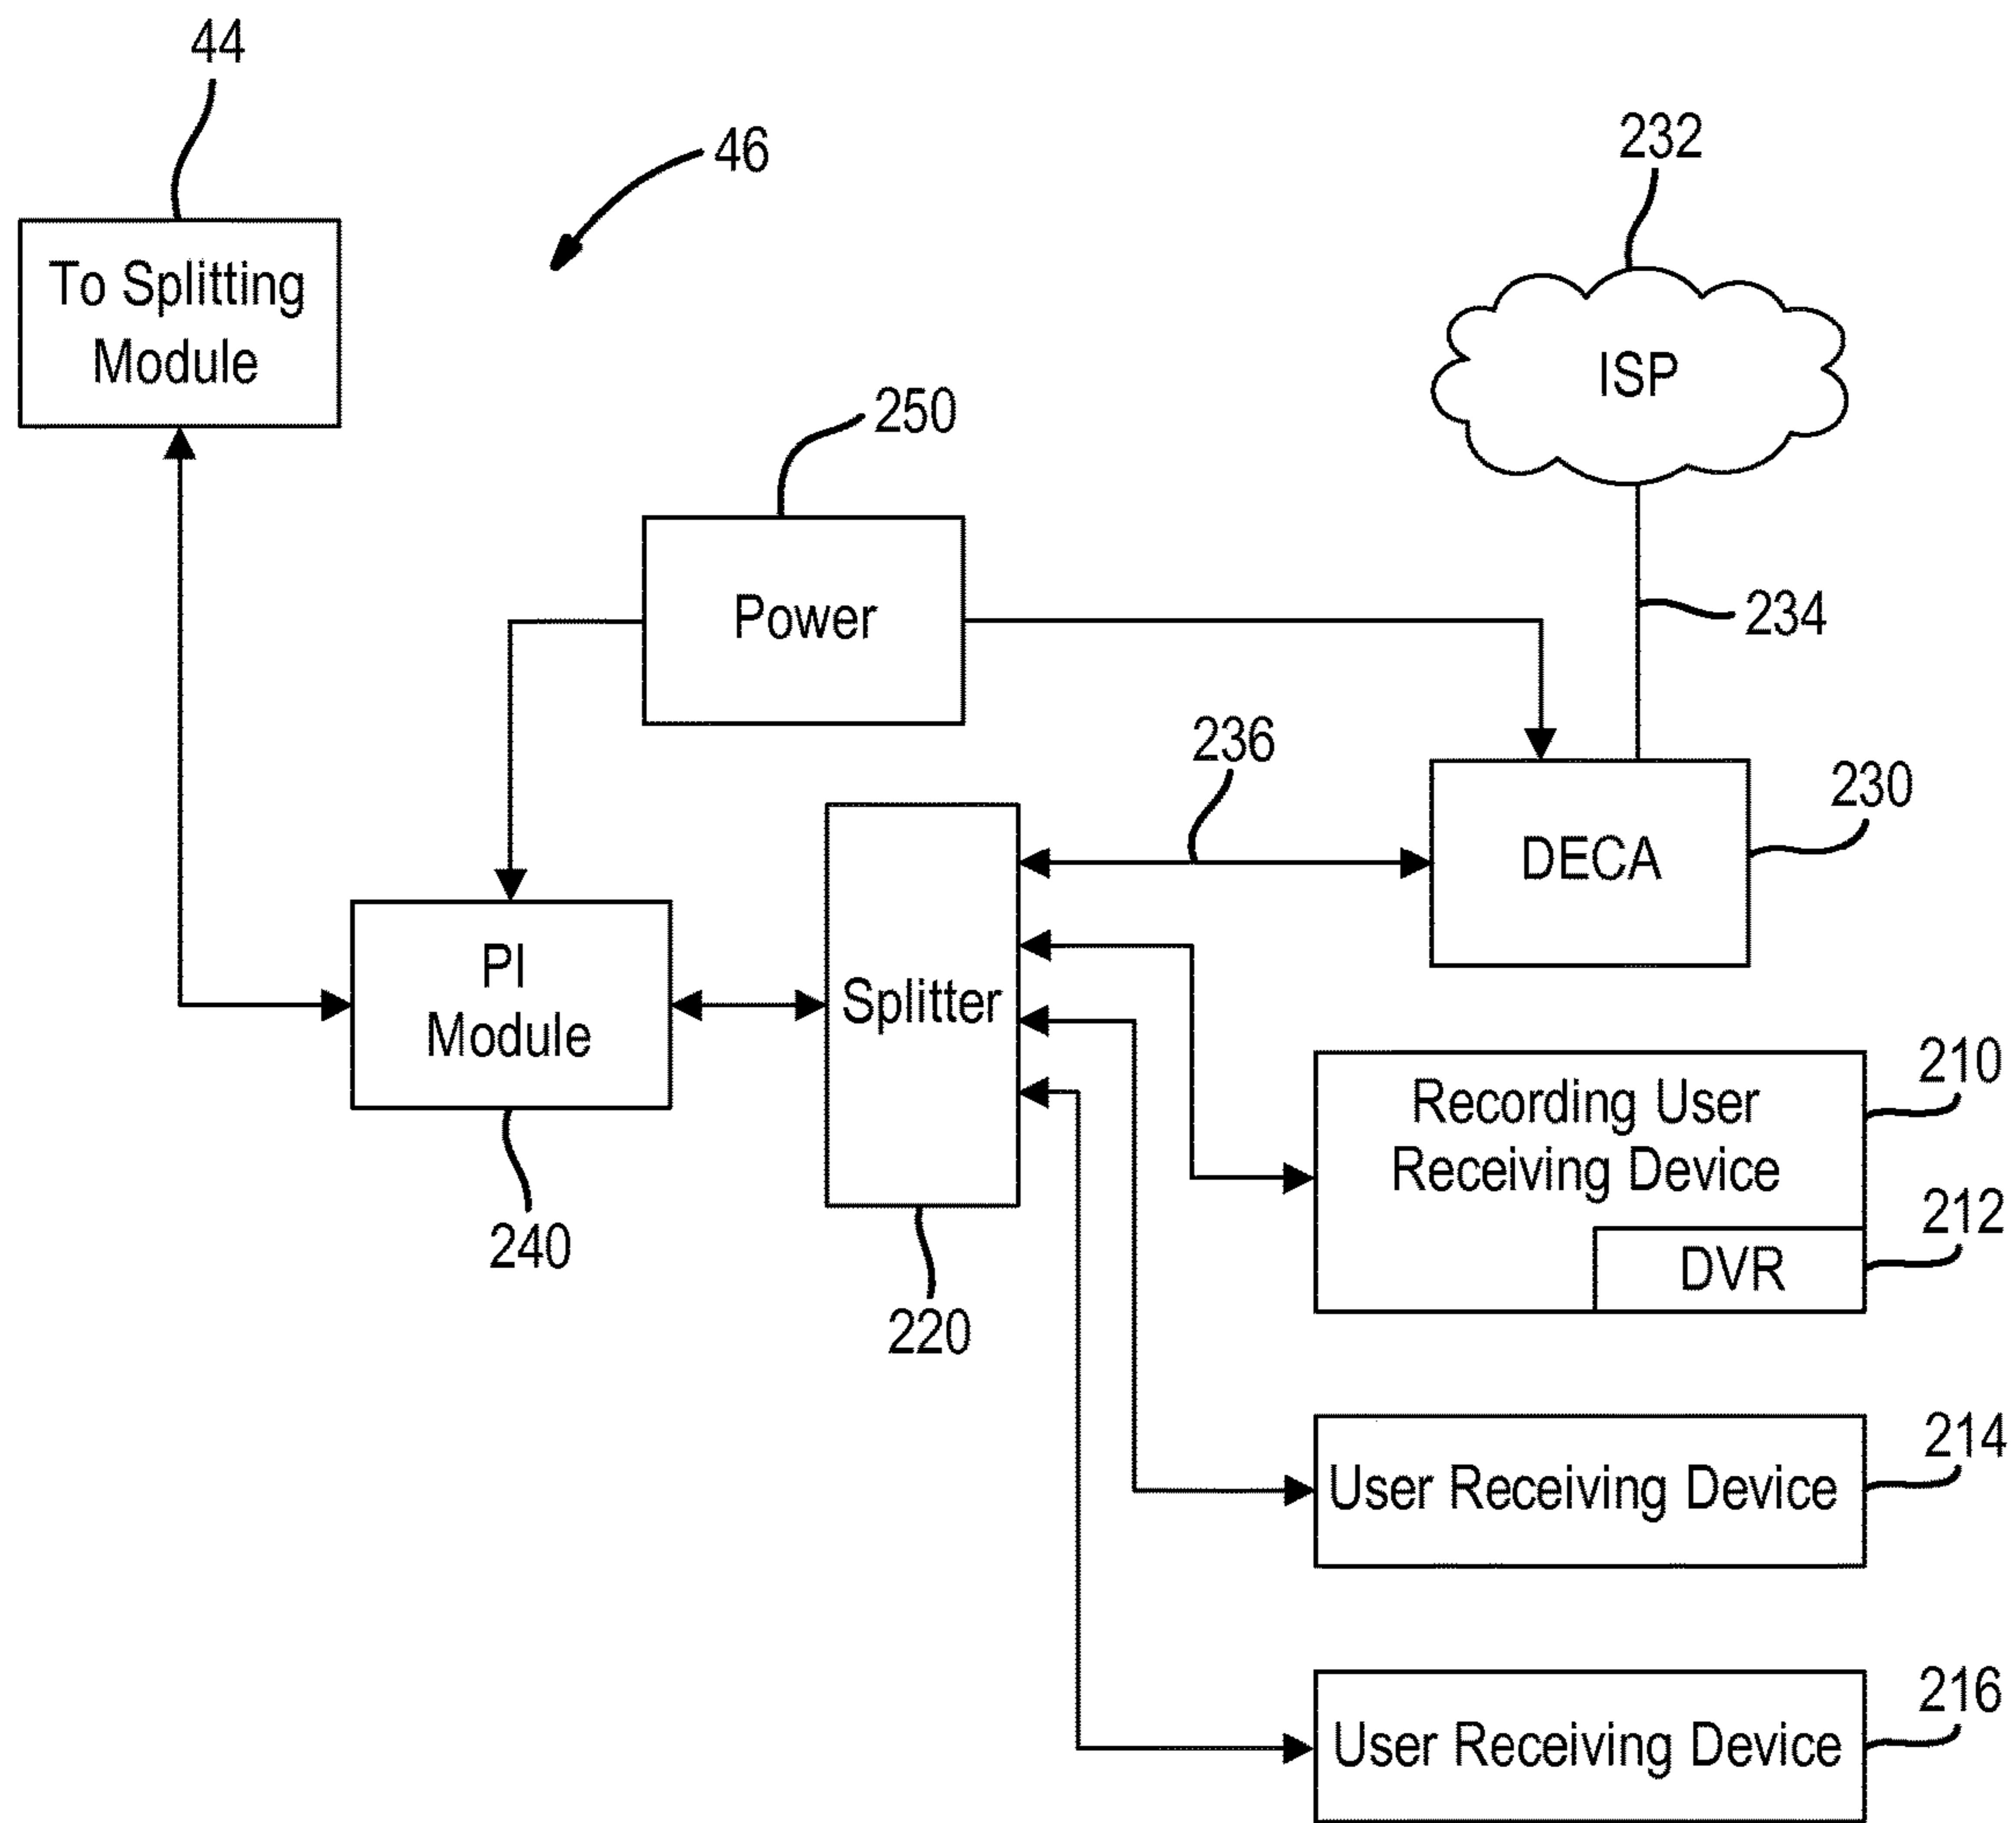 44
46
232
To Splitting
Module
ISP
250
Power
234
236
230
DECA
PI
Module
Splitter
240
220
210
Recording User
Receiving Device
212
DVR
214
User Receiving Device
216
User Receiving Device